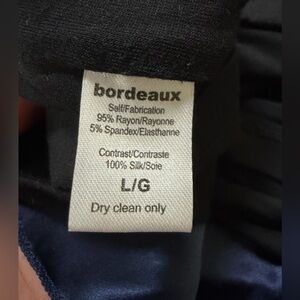 bordeaux
Self/Fabrication
95% Rayon/Rayonne
5% Spandex/Elasthanne
Contrast/Contraste
100% Silk/Soie
L/G
Dry clean only